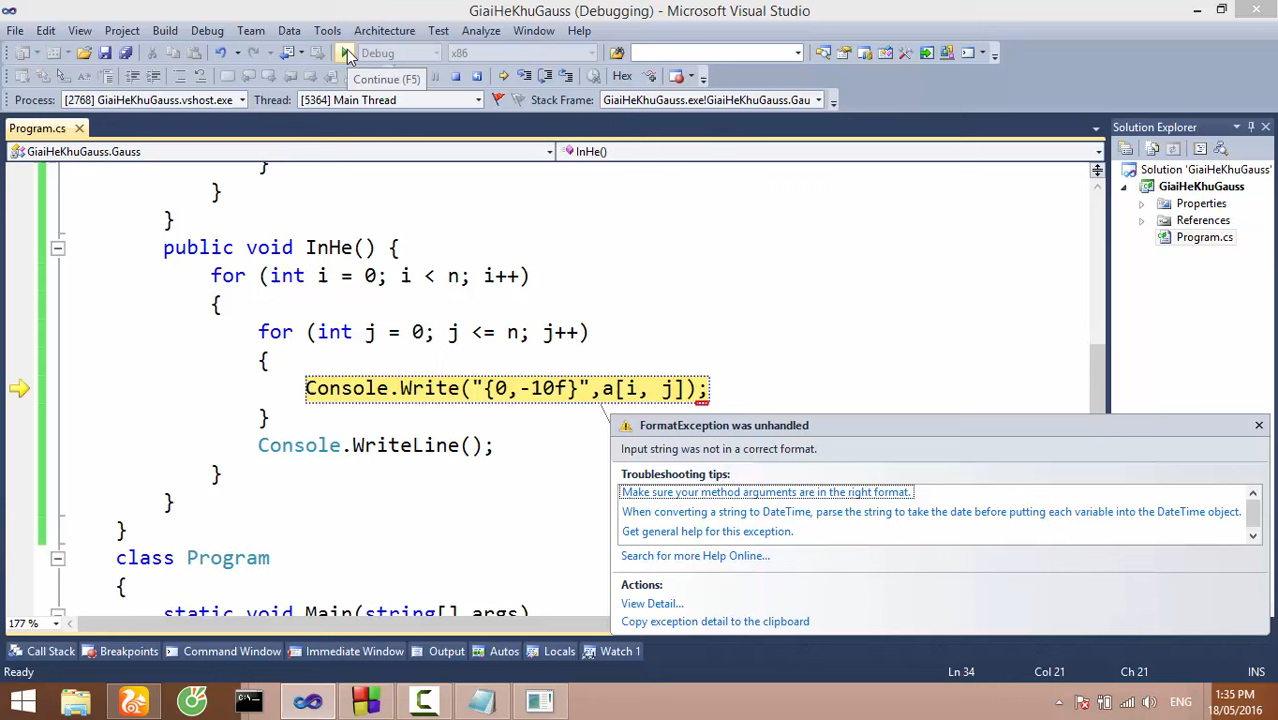 GiaiHeKhuGauss (Debugging) - Microsoft Visual Studio
File Edit View Project Build Debug Team Data Tools Architecture Test Analyze Window Help
Debug x86
Hex
Continue (F5)
Process: [2768] GiaiHeKhuGauss.vshost.exe Thread: [5364] Main Thread Stack Frame: GiaiHeKhuGauss.exe!GiaiHeKhuGauss.Gau
Program.cs
GiaiHeKhuGauss.Gauss InHe()
}
}
}
public void InHe() {
for (int i = 0; i < n; i++)
{
for (int j = 0; j <= n; j++)
{
Console.Write("{0,-10f}",a[i, j]);
}
Console.WriteLine();
}
}
}
class Program
{
static void Main(string[] args)
FormatException was unhandled
Input string was not in a correct format.
Troubleshooting tips:
Make sure your method arguments are in the right format.
When converting a string to DateTime, parse the string to take the date before putting each variable into the DateTime object.
Get general help for this exception.
Search for more Help Online...
Actions:
View Detail...
Copy exception detail to the clipboard
Solution Explorer
Solution 'GiaiHeKhuGauss'
GiaiHeKhuGauss
Properties
References
Program.cs
177 %
Call Stack Breakpoints Command Window Immediate Window Output Autos Locals Watch 1
Ready Ln 34 Col 21 Ch 21 INS
ENG
1:35 PM
18/05/2016